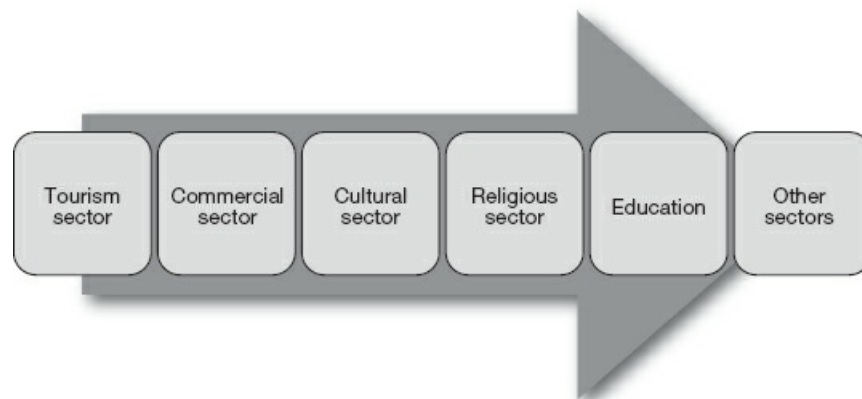 Tourism
sector
Commercial
sector
Cultural
sector
Religious
sector
Education
Other
sectors